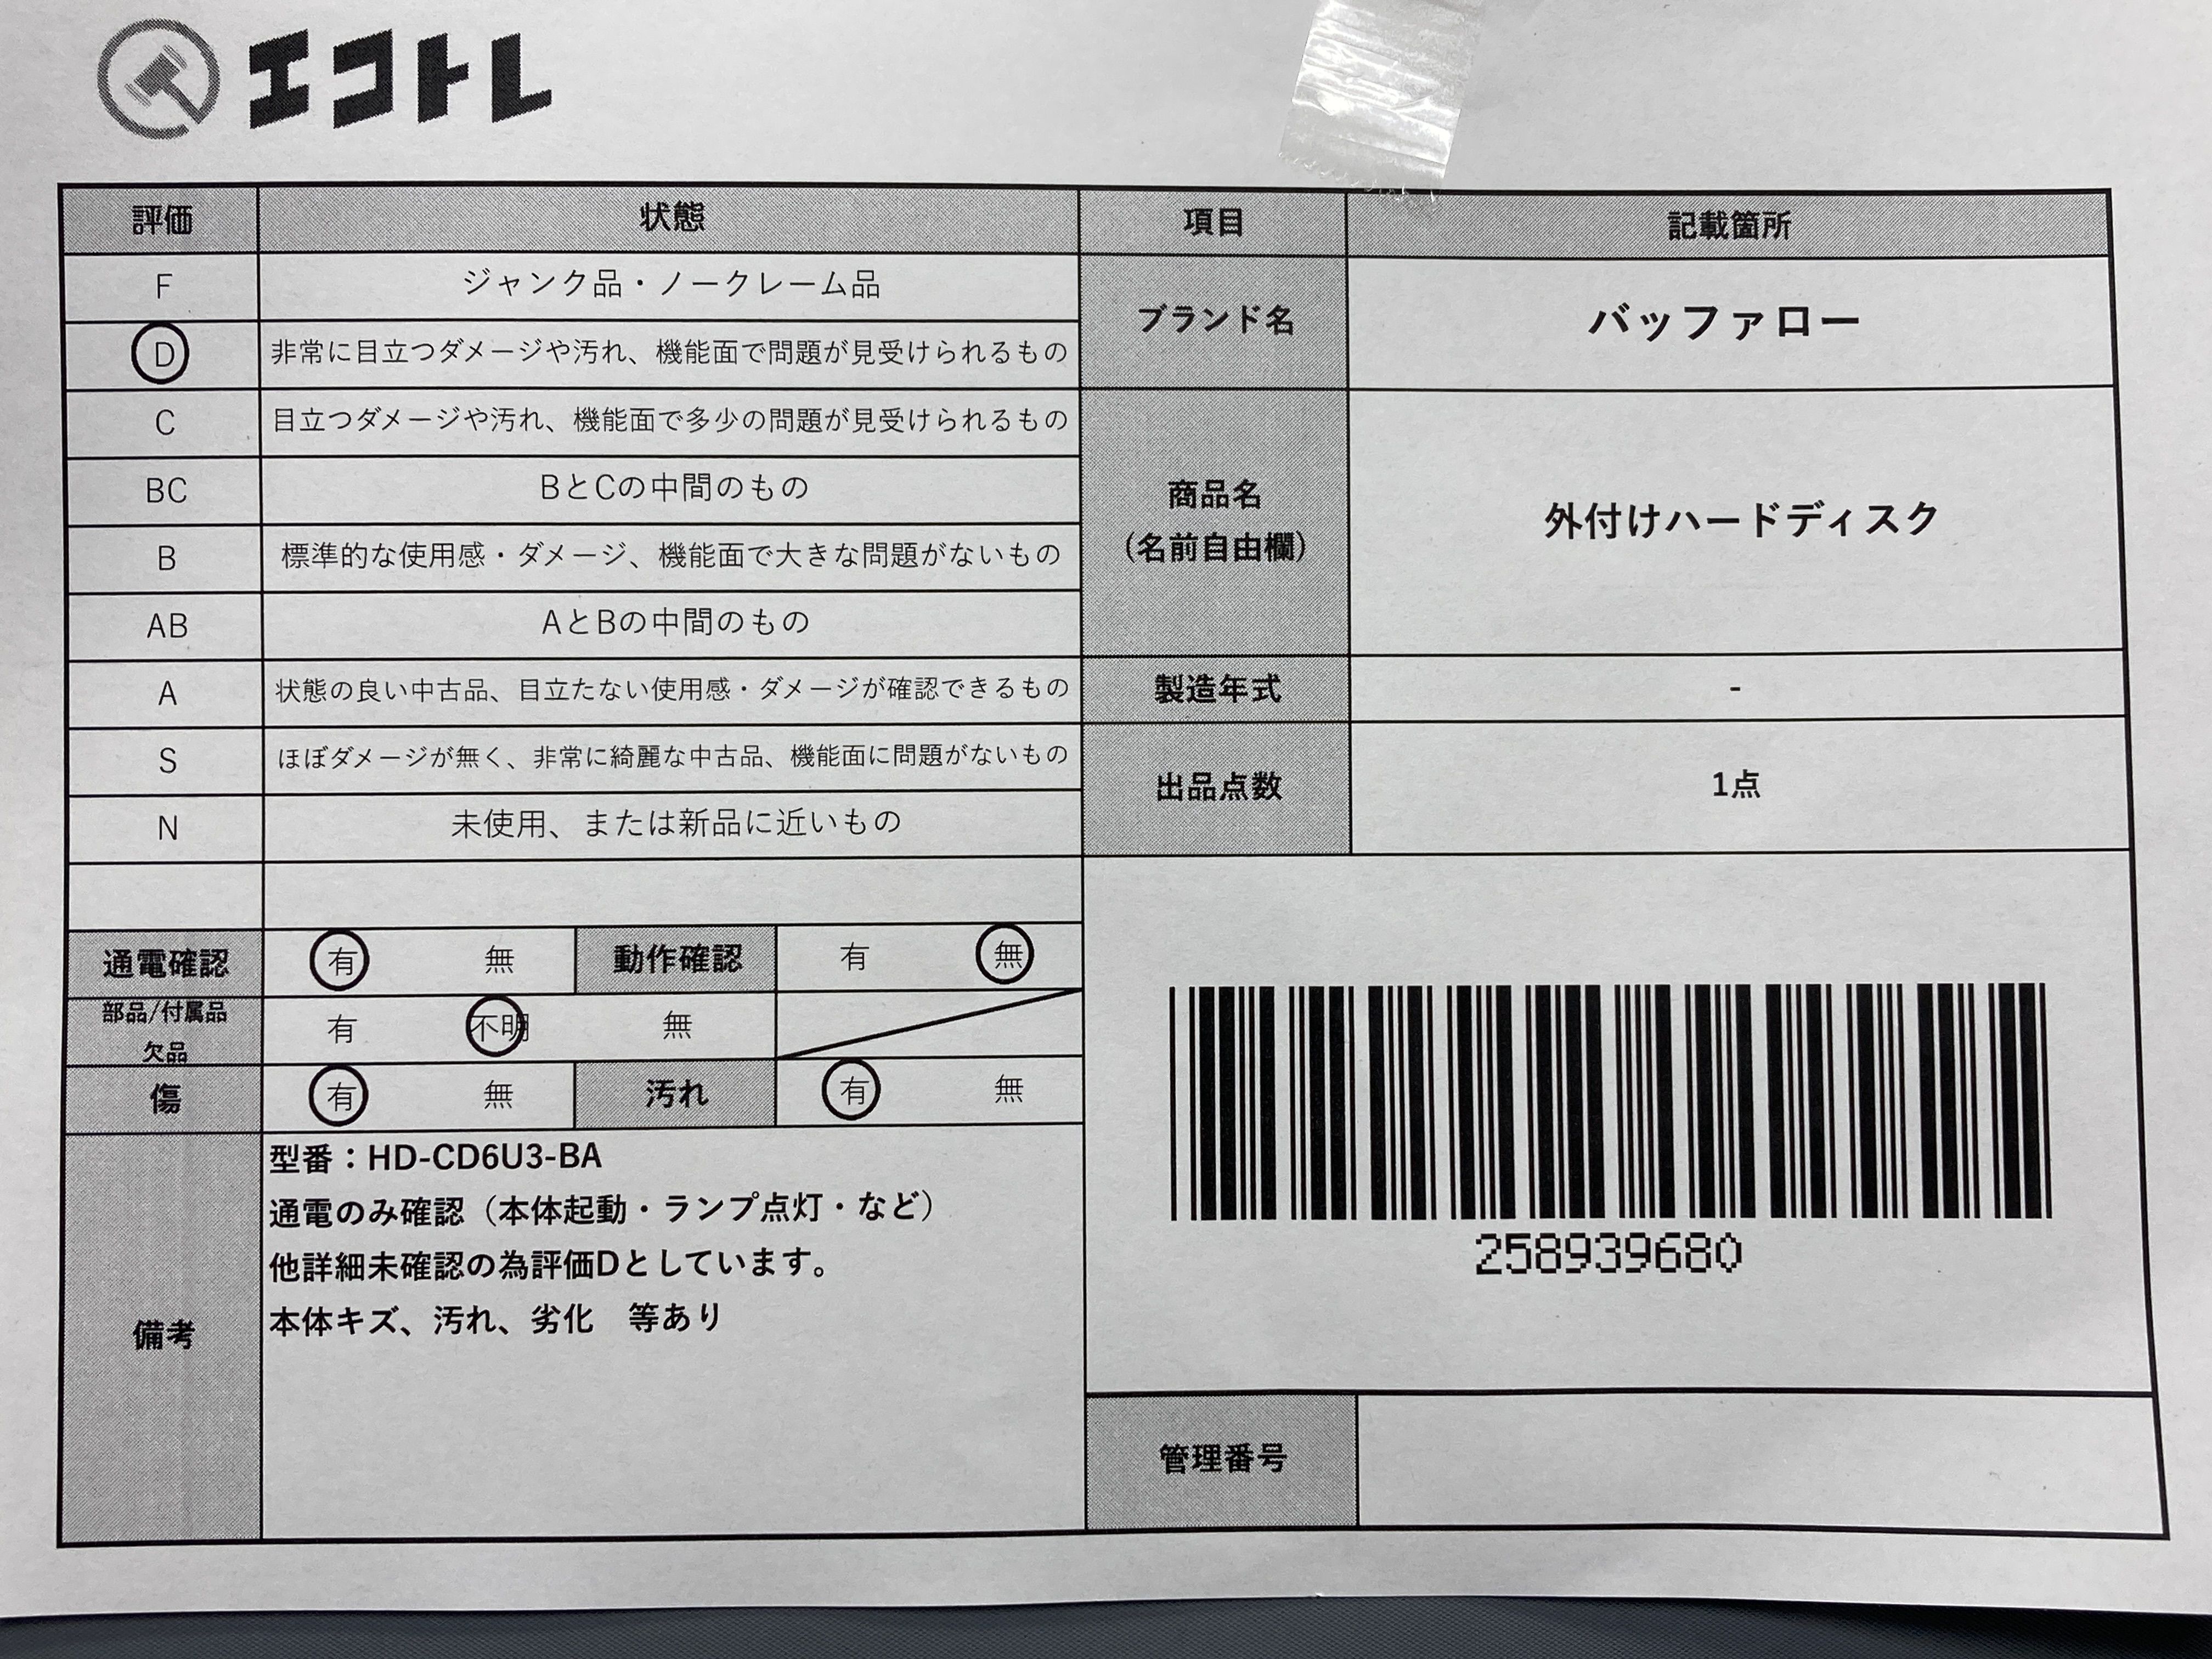 エコトレ
評価 状態 項目 記載箇所
F ジャンク品・ノークレーム品
D 非常に目立つダメージや汚れ、機能面で問題が見受けられるもの
ブランド名 バッファロー
C 目立つダメージや汚れ、機能面で多少の問題が見受けられるもの
BC BとCの中間のもの
商品名
(名前自由欄)
外付けハードディスク
B 標準的な使用感・ダメージ、機能面で大きな問題がないもの
AB AとBの中間のもの
A 状態の良い中古品、目立たない使用感・ダメージが確認できるもの
製造年式 -
S ほぼダメージが無く、非常に綺麗な中古品、機能面に問題がないもの
出品点数 1点
N 未使用、または新品に近いもの
通電確認 有 無 動作確認 有 無
部品/付属品
欠品
有 不明 無
傷 有 無 汚れ 有 無
備考
型番：HD-CD6U3-BA
通電のみ確認（本体起動・ランプ点灯・など）
他詳細未確認の為評価Dとしています。
本体キズ、汚れ、劣化　等あり
258939680
管理番号